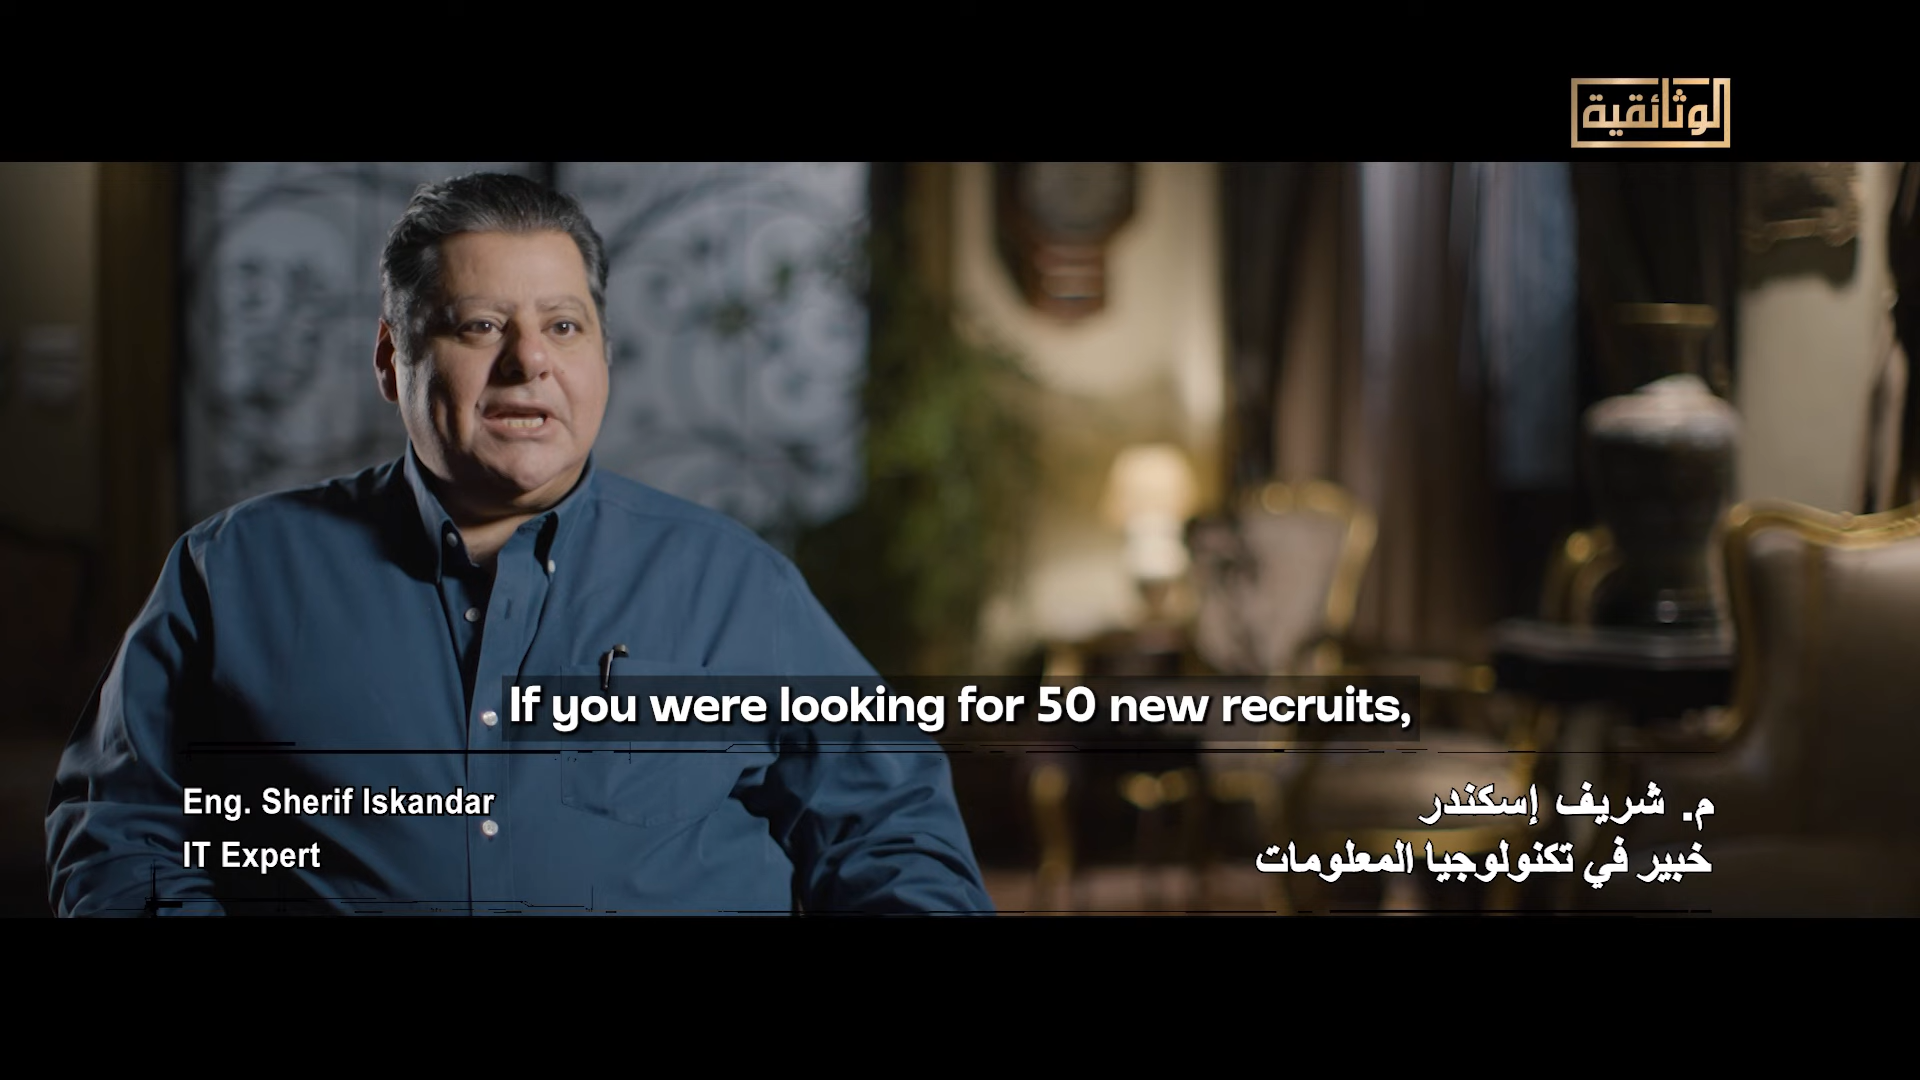 الوثائقية
If you were looking for 50 new recruits,
Eng. Sherif Iskandar
م. شريف إسكندر
IT Expert
خبير في تكنولوجيا المعلومات